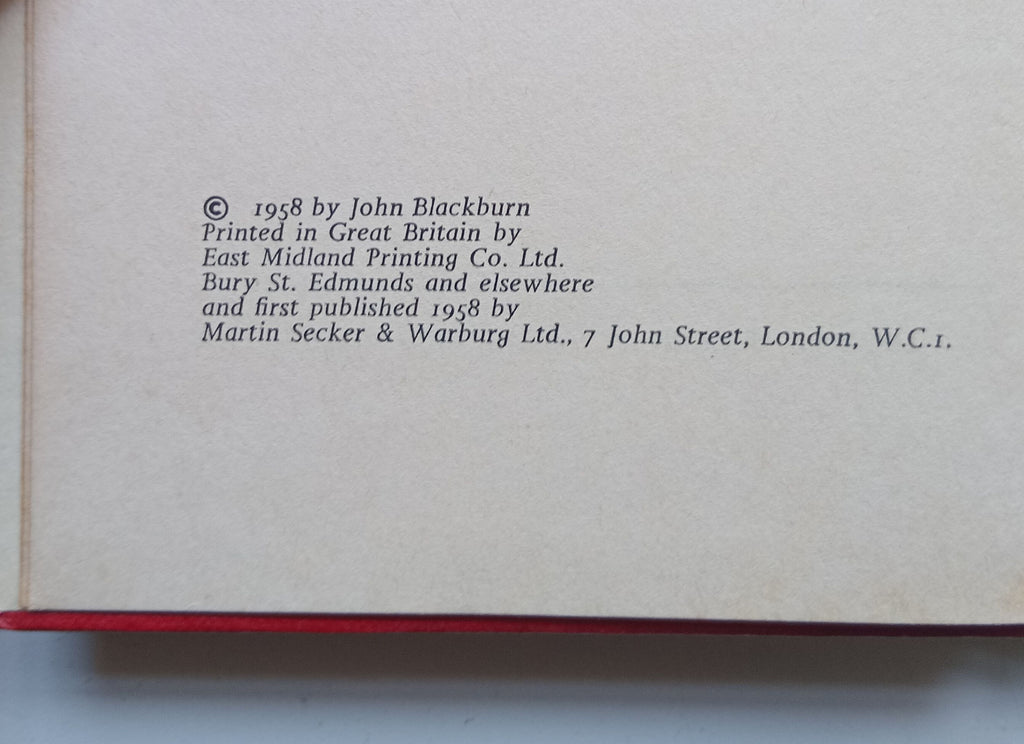 © 1958 by John Blackburn
Printed in Great Britain by
East Midland Printing Co. Ltd.
Bury St. Edmunds and elsewhere
and first published 1958 by
Martin Secker & Warburg Ltd., 7 John Street, London, W.C.1.